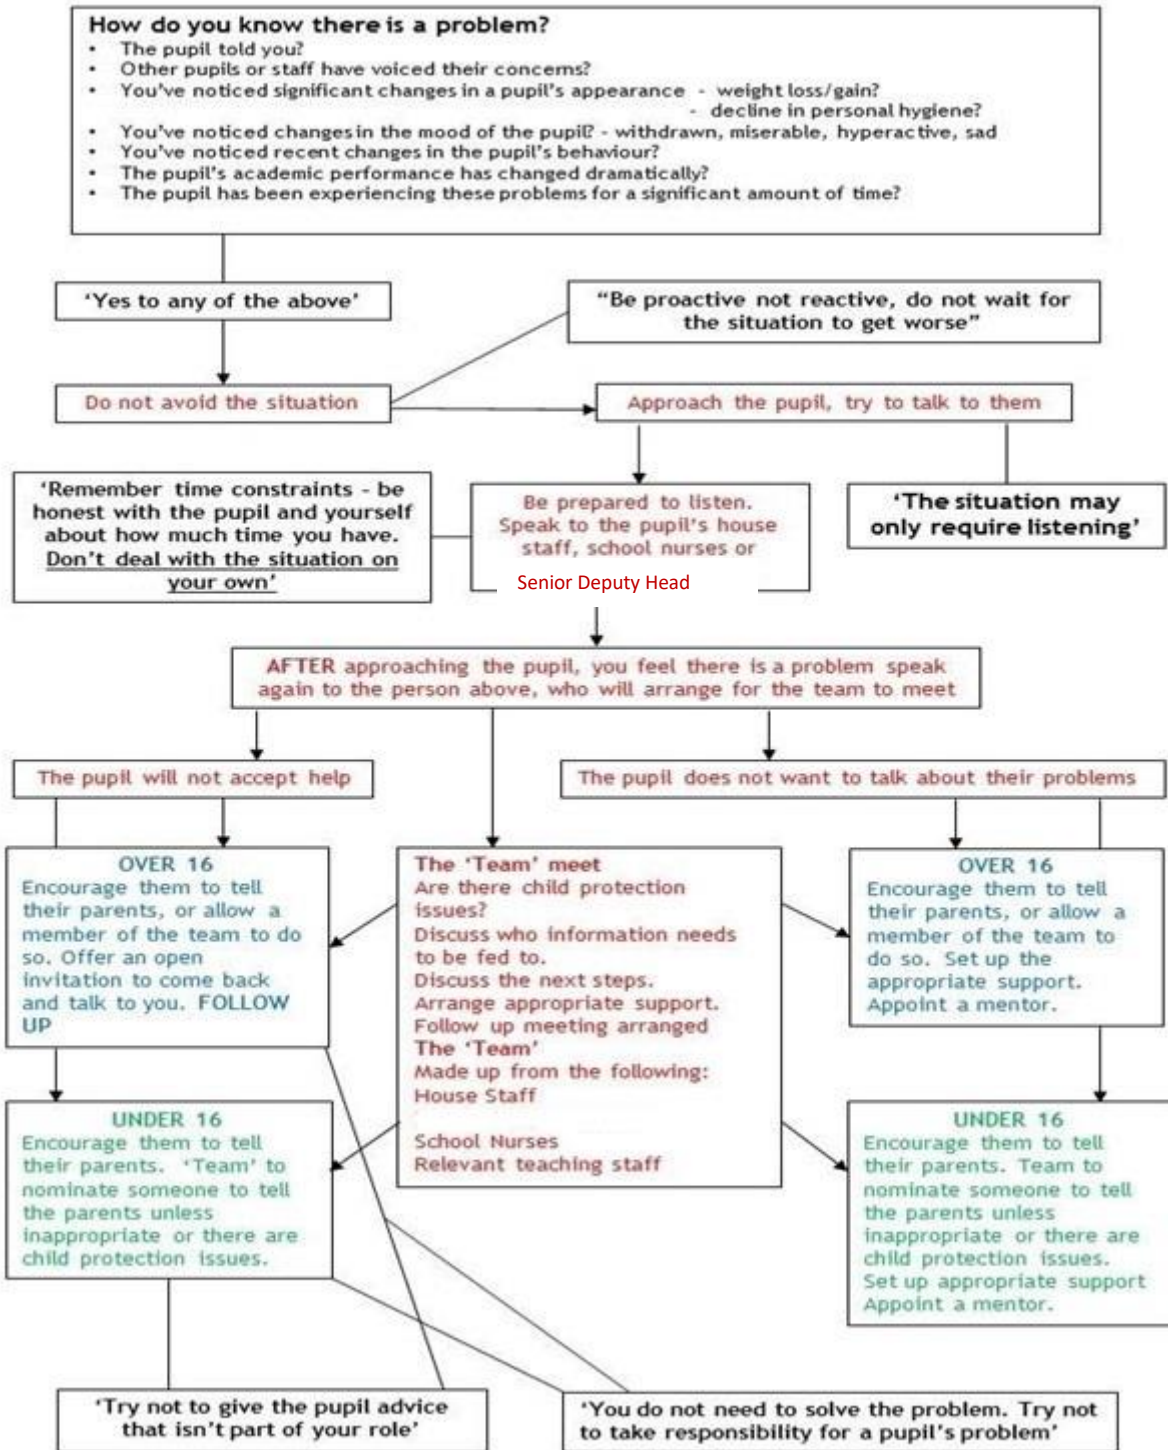 How do you know there is a problem?
• The pupil told you?
• Other pupils or staff have voiced their concerns?
• You've noticed significant changes in a pupil's appearance - weight loss/gain?
- decline in personal hygiene?
• You've noticed changes in the mood of the pupil? - withdrawn, miserable, hyperactive, sad
• You've noticed recent changes in the pupil's behaviour?
• The pupil's academic performance has changed dramatically?
• The pupil has been experiencing these problems for a significant amount of time?
'Yes to any of the above'
"Be proactive not reactive, do not wait for
the situation to get worse"
Do not avoid the situation
Approach the pupil, try to talk to them
'Remember time constraints - be
honest with the pupil and yourself
about how much time you have.
Don't deal with the situation on
your own'
Be prepared to listen.
Speak to the pupil's house
staff, school nurses or
Senior Deputy Head
'The situation may
only require listening'
AFTER approaching the pupil, you feel there is a problem speak
again to the person above, who will arrange for the team to meet
The pupil will not accept help
The pupil does not want to talk about their problems
OVER 16
Encourage them to tell
their parents, or allow a
member of the team to do
so. Offer an open
invitation to come back
and talk to you. FOLLOW
UP
The 'Team' meet
Are there child protection
issues?
Discuss who information needs
to be fed to.
Discuss the next steps.
Arrange appropriate support.
Follow up meeting arranged
The 'Team'
Made up from the following:
House Staff
School Nurses
Relevant teaching staff
OVER 16
Encourage them to tell
their parents, or allow a
member of the team to
do so. Set up the
appropriate support.
Appoint a mentor.
UNDER 16
Encourage them to tell
their parents. 'Team' to
nominate someone to tell
the parents unless
inappropriate or there are
child protection issues.
UNDER 16
Encourage them to tell
their parents. Team to
nominate someone to tell
the parents unless
inappropriate or there are
child protection issues.
Set up appropriate support
Appoint a mentor.
'Try not to give the pupil advice
that isn't part of your role'
'You do not need to solve the problem. Try not
to take responsibility for a pupil's problem'